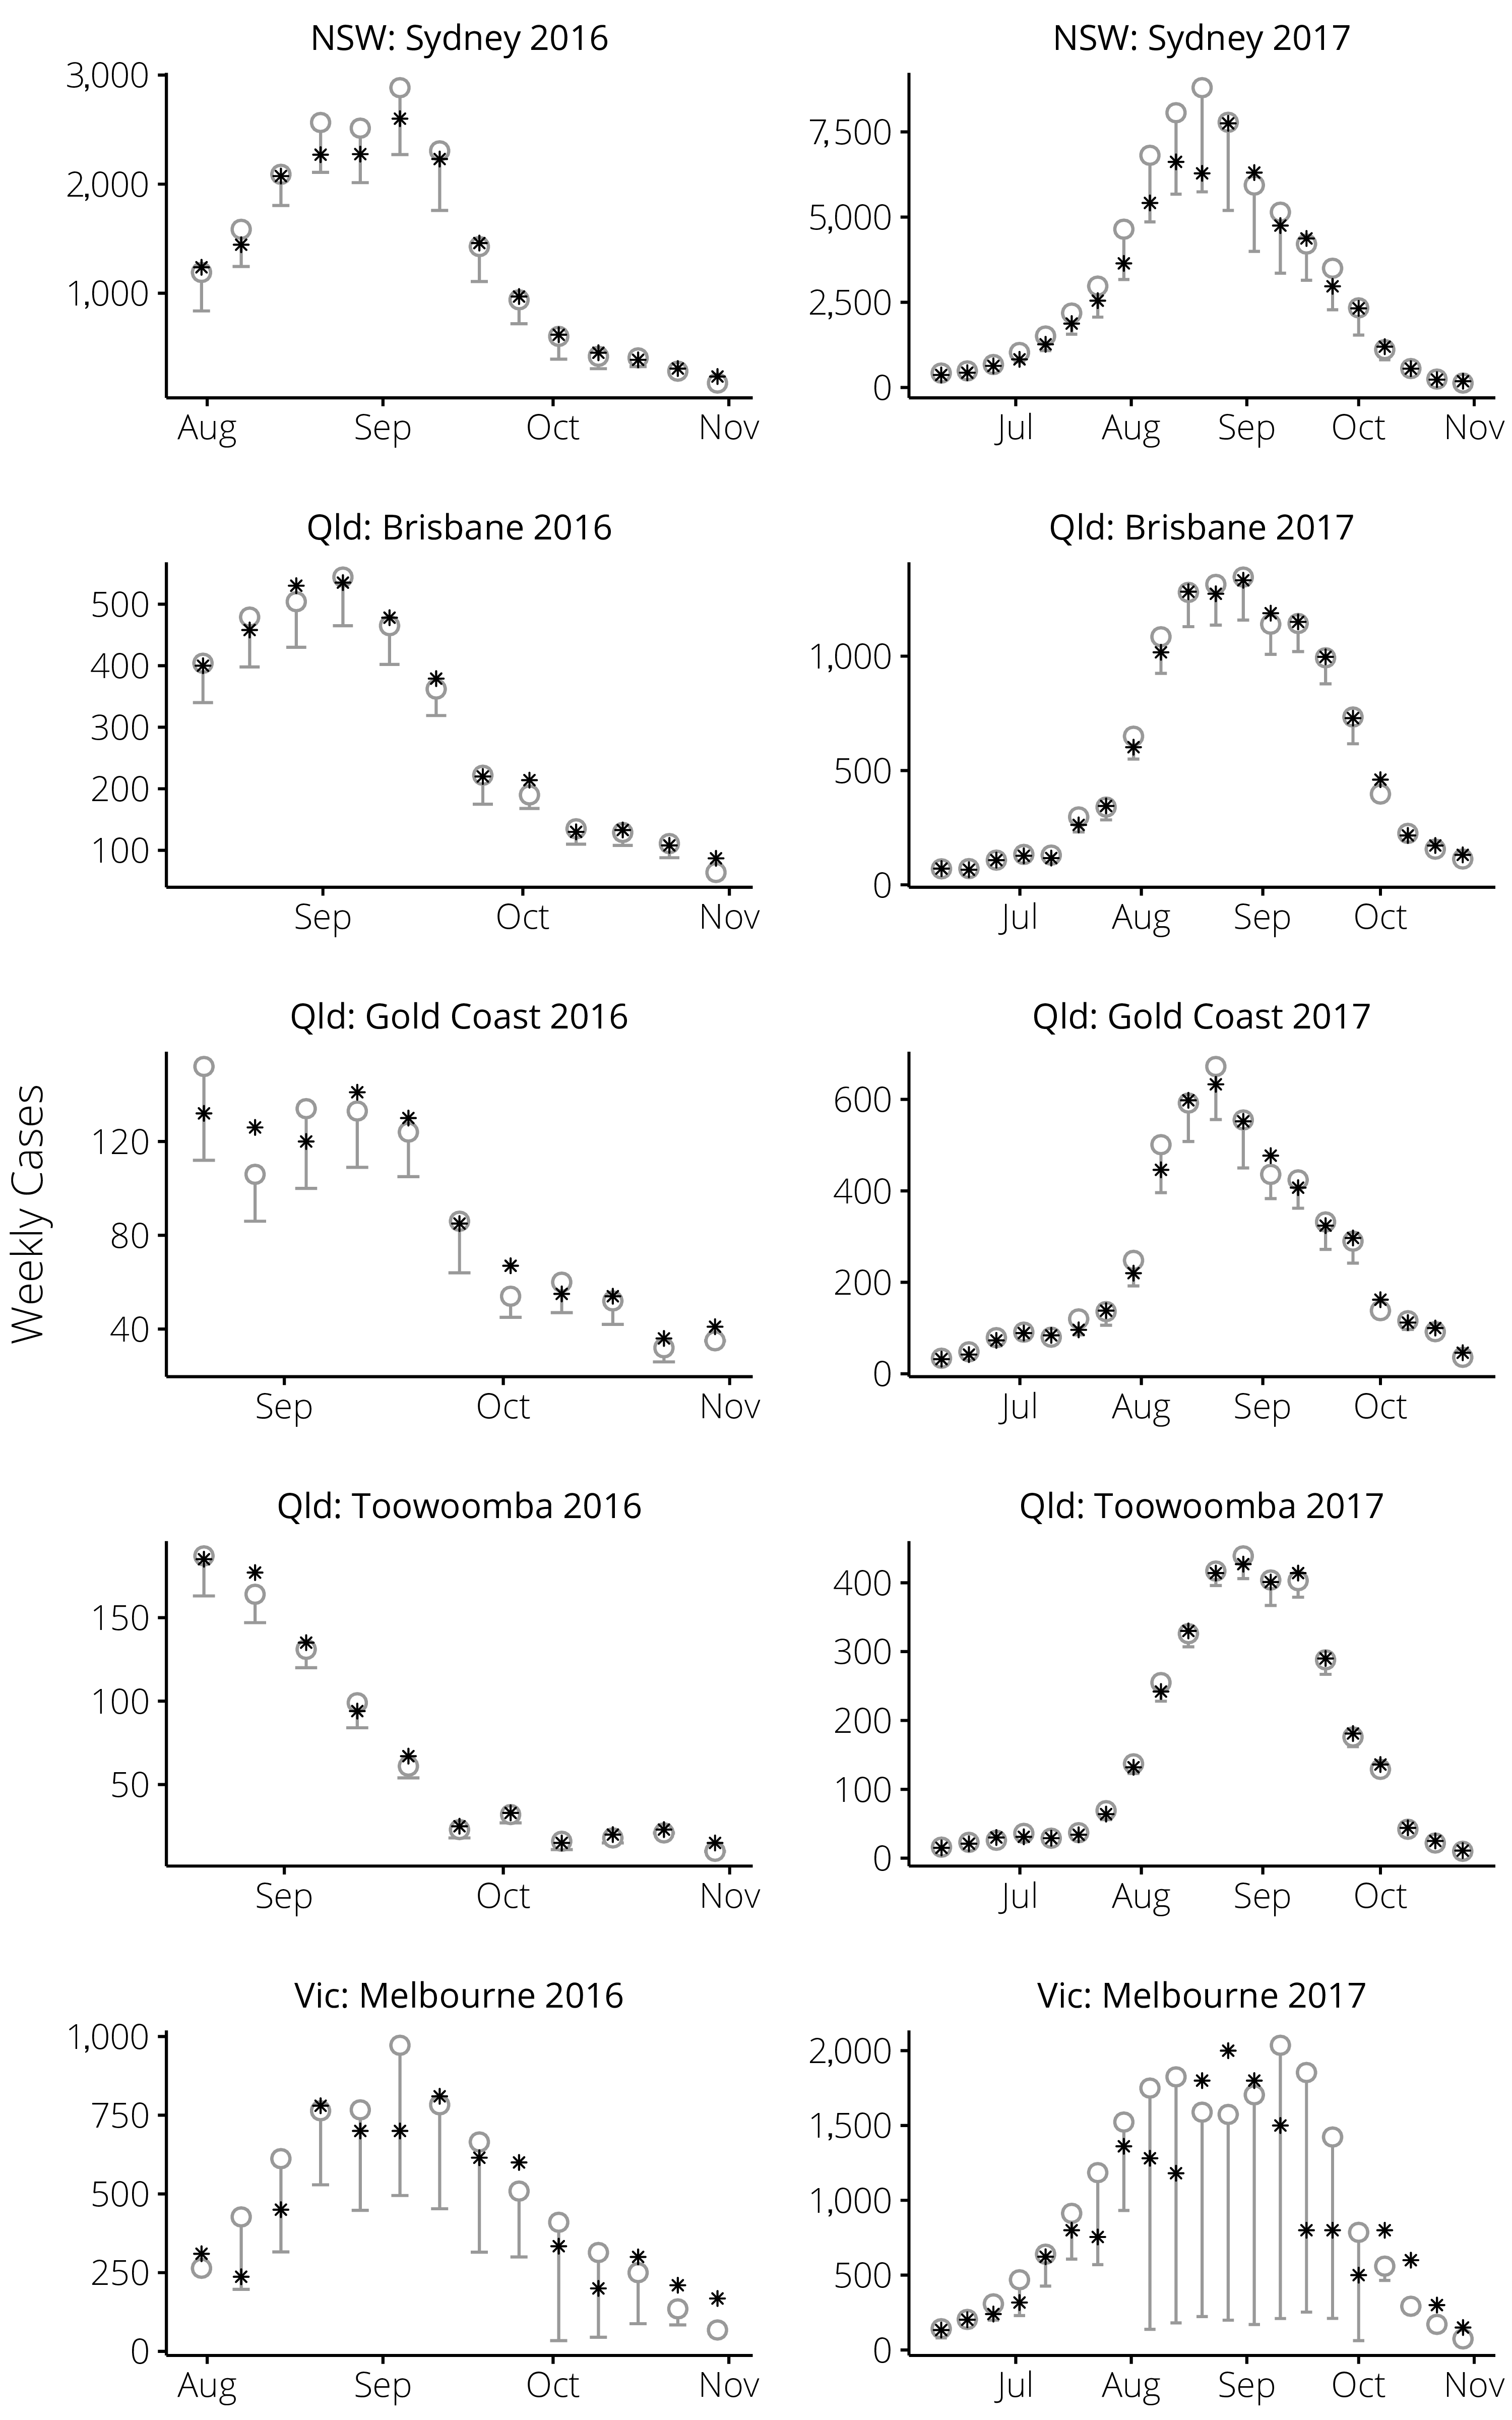 NSW: Sydney 2016
3,000
2,000
1,000
Aug Sep Oct Nov
NSW: Sydney 2017
7,500
5,000
2,500
0
Jul Aug Sep Oct Nov
Qld: Brisbane 2016
500
400
300
200
100
Sep Oct Nov
Qld: Brisbane 2017
1,000
500
0
Jul Aug Sep Oct
Weekly Cases
Qld: Gold Coast 2016
120
80
40
Sep Oct Nov
Qld: Gold Coast 2017
600
400
200
0
Jul Aug Sep Oct
Qld: Toowoomba 2016
150
100
50
Sep Oct Nov
Qld: Toowoomba 2017
400
300
200
100
0
Jul Aug Sep Oct
Vic: Melbourne 2016
1,000
750
500
250
0
Aug Sep Oct Nov
Vic: Melbourne 2017
2,000
1,500
1,000
500
0
Jul Aug Sep Oct Nov